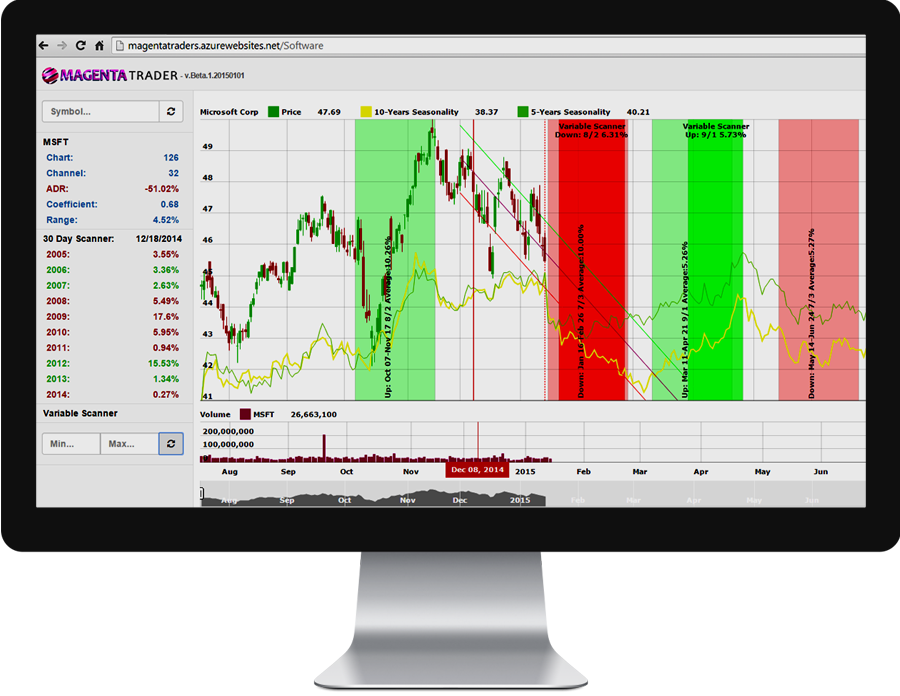 magentatraders.azurewebsites.net/Software
MAGENTA TRADER - v.Beta.1.20150101
Symbol...
MSFT
Chart: 126
Channel: 32
ADR: -51.02%
Coefficient: 0.68
Range: 4.52%
30 Day Scanner: 12/18/2014
2005: 3.55%
2006: 3.36%
2007: 2.63%
2008: 5.49%
2009: 17.6%
2010: 5.95%
2011: 0.94%
2012: 15.53%
2013: 1.34%
2014: 0.27%
Variable Scanner
Min... Max...
Microsoft Corp Price 47.69 10-Years Seasonality 38.37 5-Years Seasonality 40.21
Variable Scanner
Down: 8/2 6.31%
Variable Scanner
Up: 9/1 5.73%
49
48
47
46
45
44
43
42
41
Up: Oct 07-Nov 17 8/2 Average:10.26%
Down: Jan 16-Feb 26 7/3 Average:10.00%
Up: Mar 11-Apr 21 9/1 Average:5.26%
Down: May 14-Jun 24 7/3 Average:5.27%
Volume MSFT 26,663,100
200,000,000
100,000,000
Aug Sep Oct Nov Dec 08, 2014 2015 Feb Mar Apr May Jun
Aug Sep Oct Nov Dec 2015 Feb Mar Apr May Jun